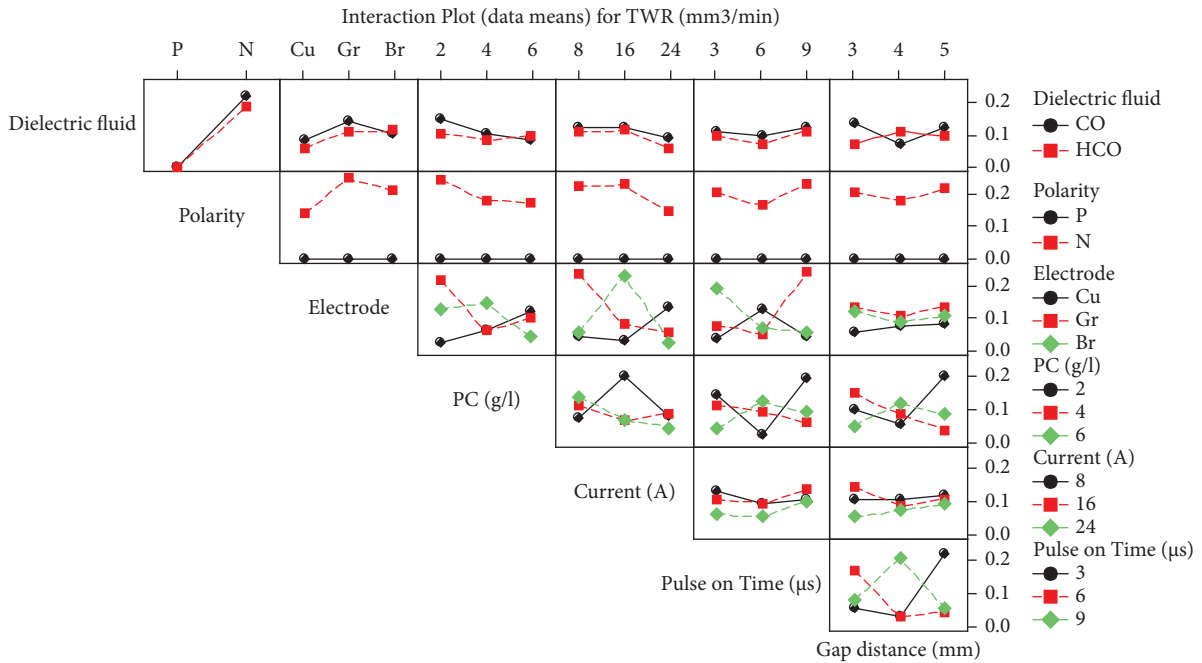 Interaction Plot (data means) for TWR (mm3/min)
P N Cu Gr Br 2 4 6 8 16 24 3 6 9 3 4 5
Dielectric fluid
0.2
0.1
0.0
Dielectric fluid
CO
HCO
Polarity
0.2
0.1
0.0
Polarity
P
N
Electrode
0.2
0.1
0.0
Electrode
Cu
Gr
Br
PC (g/l)
0.2
0.1
0.0
PC (g/l)
2
4
6
Current (A)
0.2
0.1
0.0
Current (A)
8
16
24
Pulse on Time (μs)
0.2
0.1
0.0
Pulse on Time (μs)
3
6
9
Gap distance (mm)